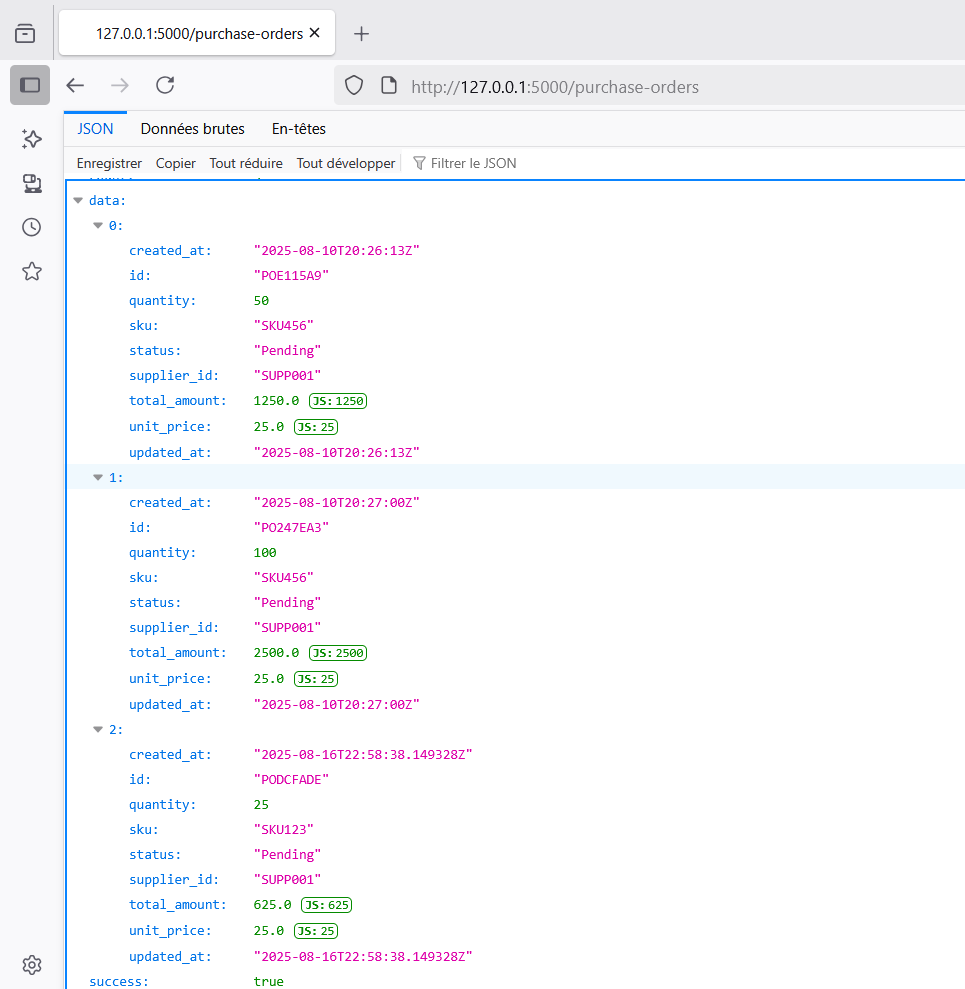 127.0.0.1:5000/purchase-orders
http://127.0.0.1:5000/purchase-orders
JSON Données brutes En-têtes
Enregistrer Copier Tout réduire Tout développer Filtrer le JSON
data:
0:
created_at: "2025-08-10T20:26:13Z"
id: "POE115A9"
quantity: 50
sku: "SKU456"
status: "Pending"
supplier_id: "SUPP001"
total_amount: 1250.0 JS: 1250
unit_price: 25.0 JS: 25
updated_at: "2025-08-10T20:26:13Z"
1:
created_at: "2025-08-10T20:27:00Z"
id: "PO247EA3"
quantity: 100
sku: "SKU456"
status: "Pending"
supplier_id: "SUPP001"
total_amount: 2500.0 JS: 2500
unit_price: 25.0 JS: 25
updated_at: "2025-08-10T20:27:00Z"
2:
created_at: "2025-08-16T22:58:38.149328Z"
id: "PODCFADE"
quantity: 25
sku: "SKU123"
status: "Pending"
supplier_id: "SUPP001"
total_amount: 625.0 JS: 625
unit_price: 25.0 JS: 25
updated_at: "2025-08-16T22:58:38.149328Z"
success: true